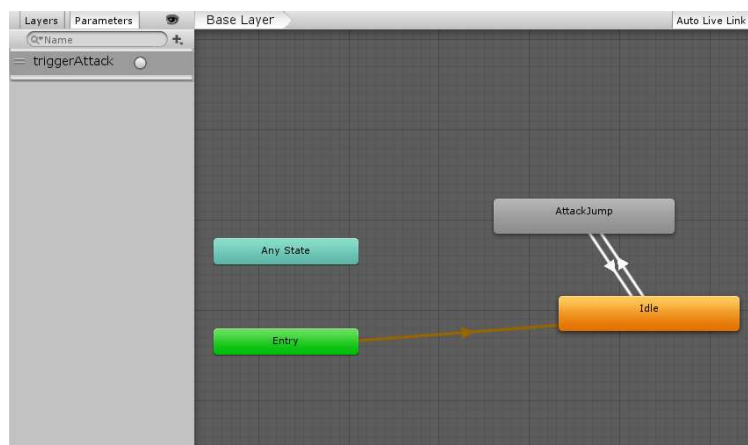 Layers Parameters
Base Layer
Auto Live Link
Name
triggerAttack
AttackJump
Any State
Idle
Entry